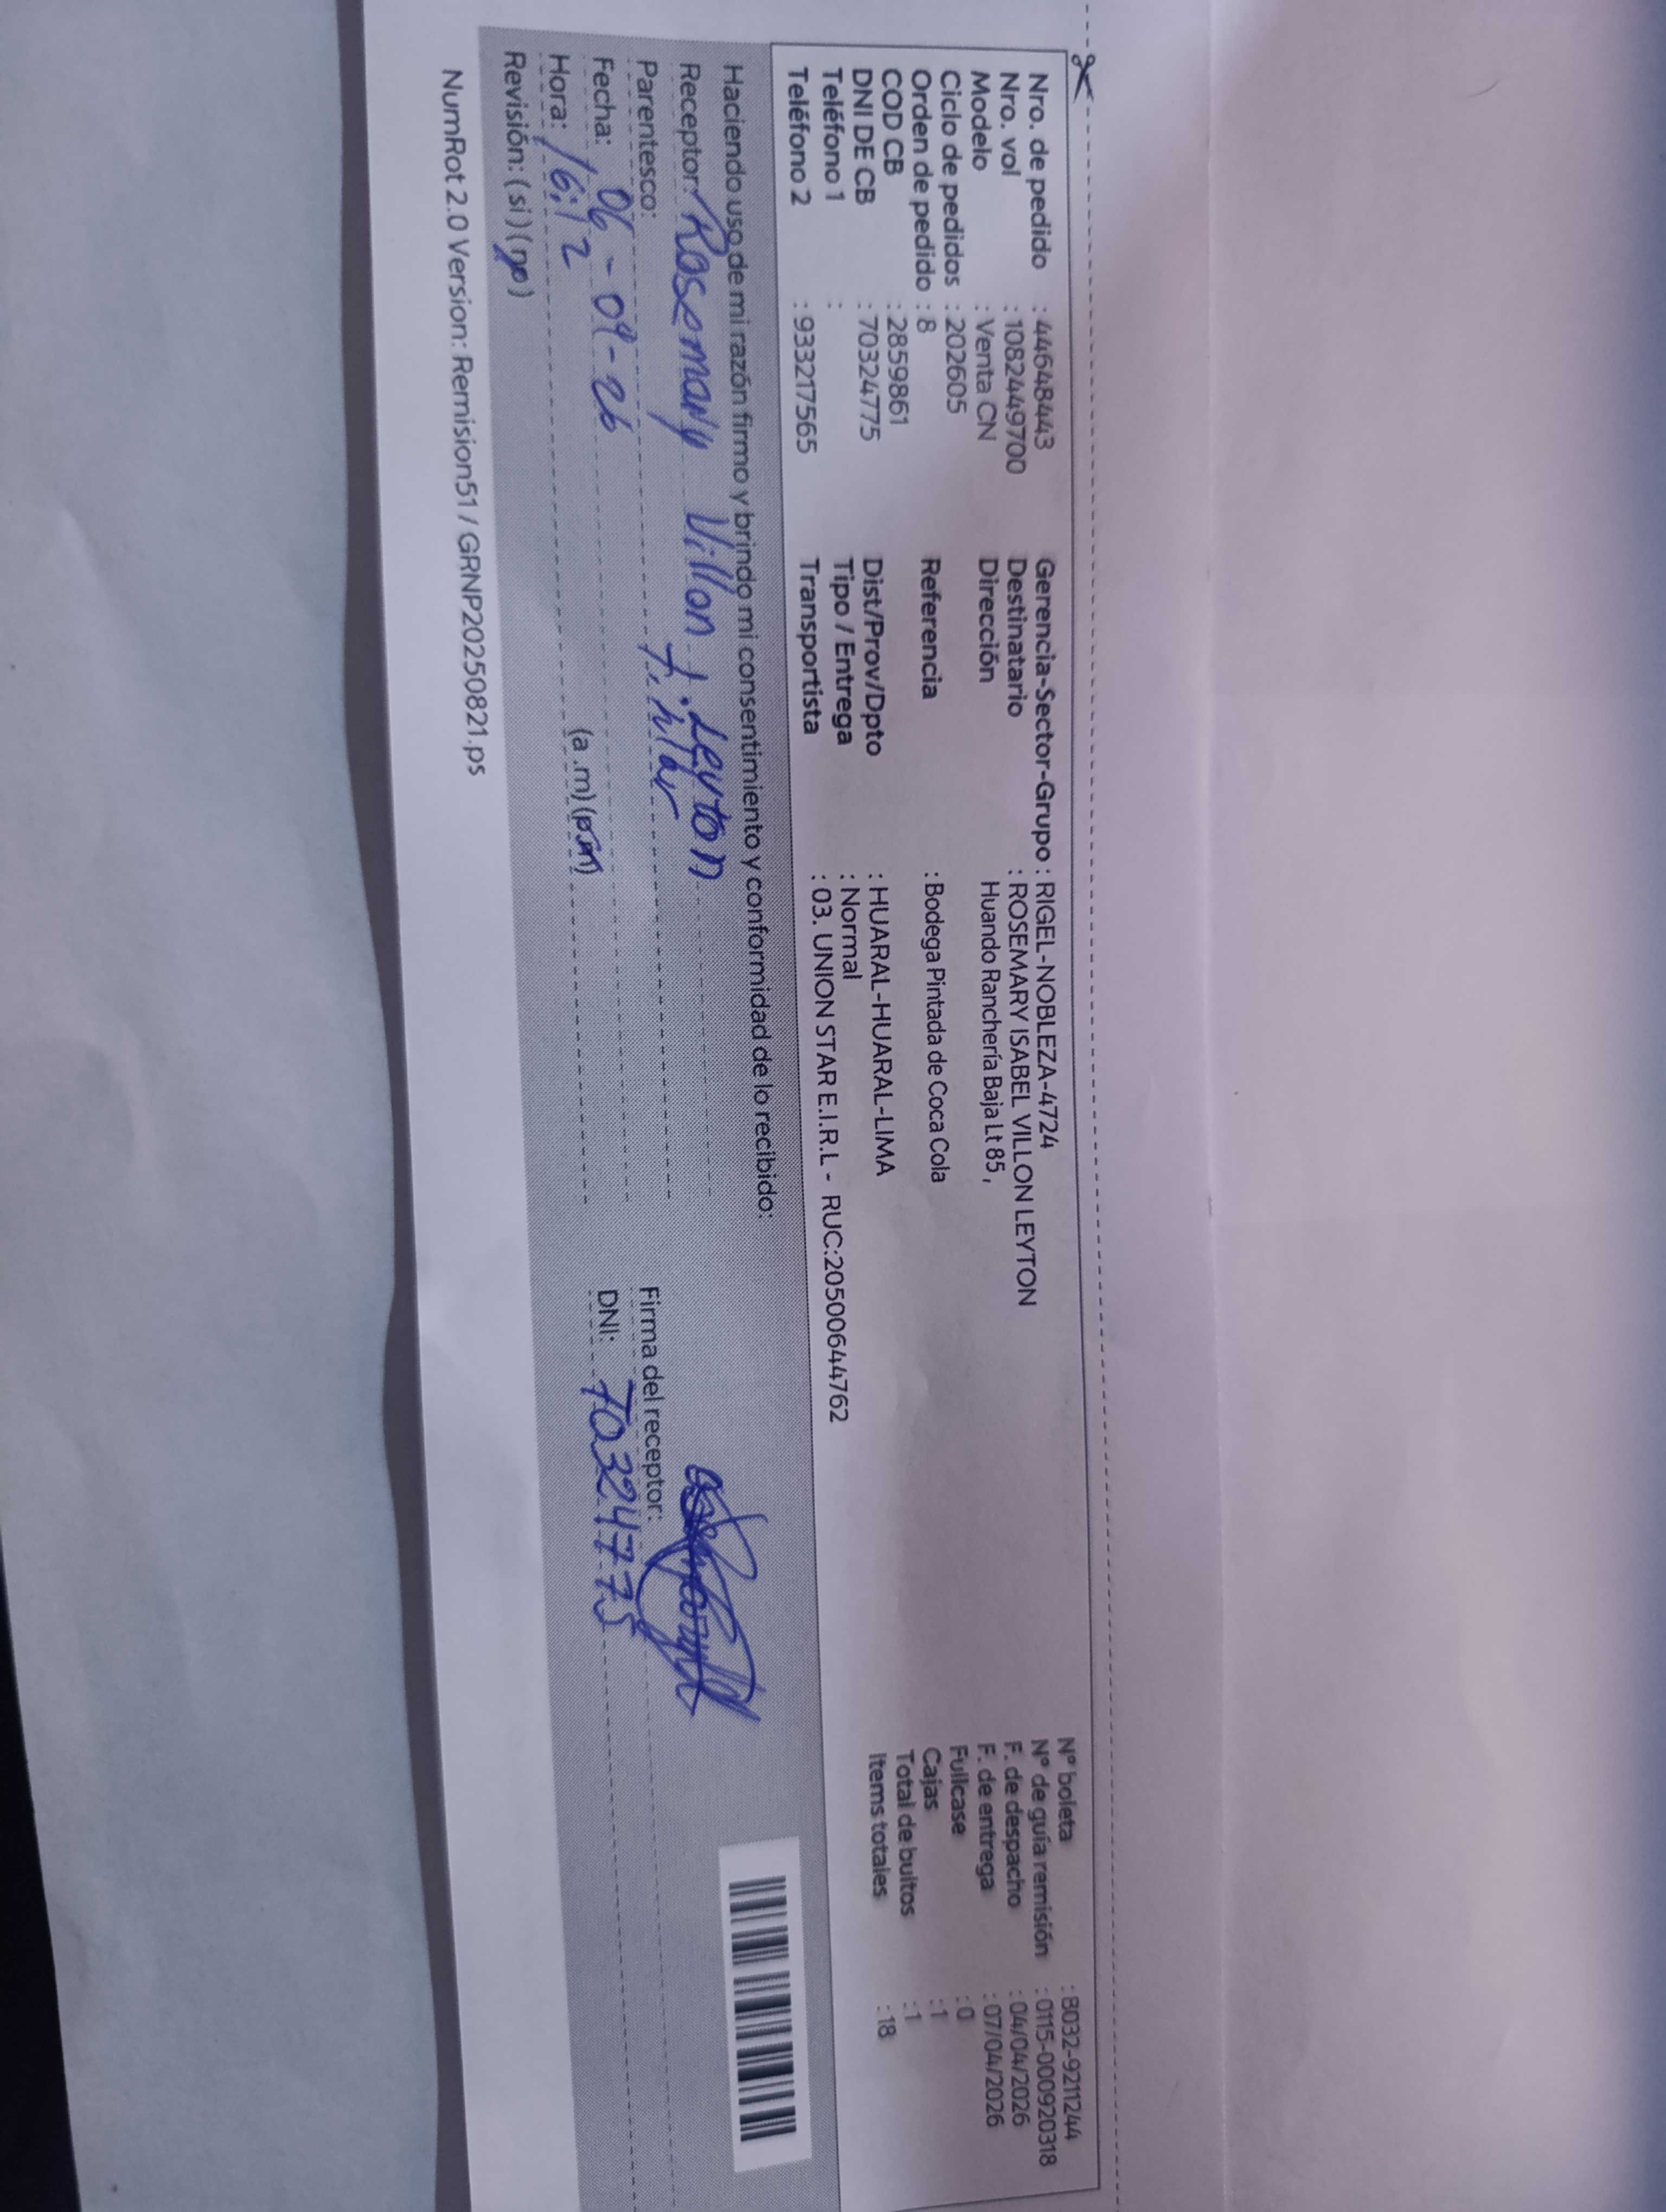 Nro. de pedido : 44648443
Nro. vol : 1082449700
Modelo : Venta CN
Ciclo de pedidos : 202605
Orden de pedido : 8
COD CB : 2859861
DNI DE CB : 70324775
Teléfono 1 :
Teléfono 2 : 933217565
Gerencia-Sector-Grupo : RIGEL-NOBLEZA-4724
Destinatario : ROSEMARY ISABEL VILLON LEYTON
Dirección Huando Ranchería Baja Lt 85 ,
Referencia : Bodega Pintada de Coca Cola
Dist/Prov/Dpto : HUARAL-HUARAL-LIMA
Tipo / Entrega : Normal
Transportista : 03. UNION STAR E.I.R.L - RUC:20500644762
N° boleta : B032-9211244
N° de guía remisión : 0115-000920318
F. de despacho : 04/04/2026
F. de entrega : 07/04/2026
Fullcase : 0
Cajas : 1
Total de bultos : 1
Items totales : 18
Haciendo uso de mi razón firmo y brindo mi consentimiento y conformidad de lo recibido:
Receptor: Rosemary Villon Leyton
Parentesco:
Fecha: 06-04-26
Hora: 16:12 (a .m) (p.m)
Revisión: (si) (no)
Firma del receptor:
DNI: 70324775
NumRot 2.0 Version: Remision51 / GRNP20250821.ps